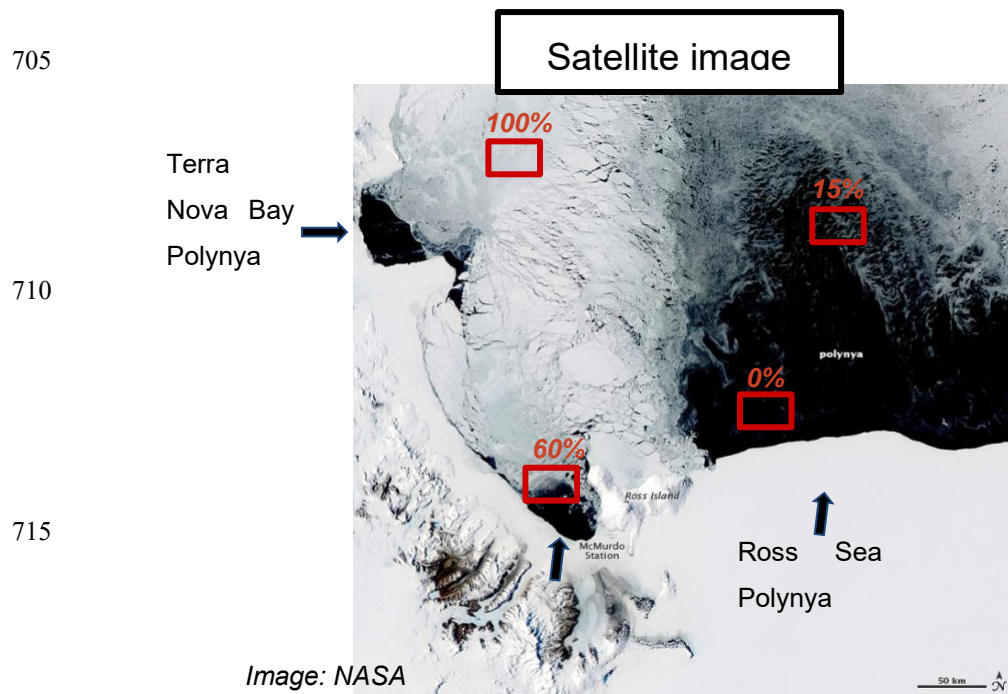 705
Satellite image
100%
Terra
Nova Bay
Polynya
15%
710
polynya
0%
60%
Ross Island
715
McMurdo
Station
Ross Sea
Polynya
Image: NASA
50 km
N